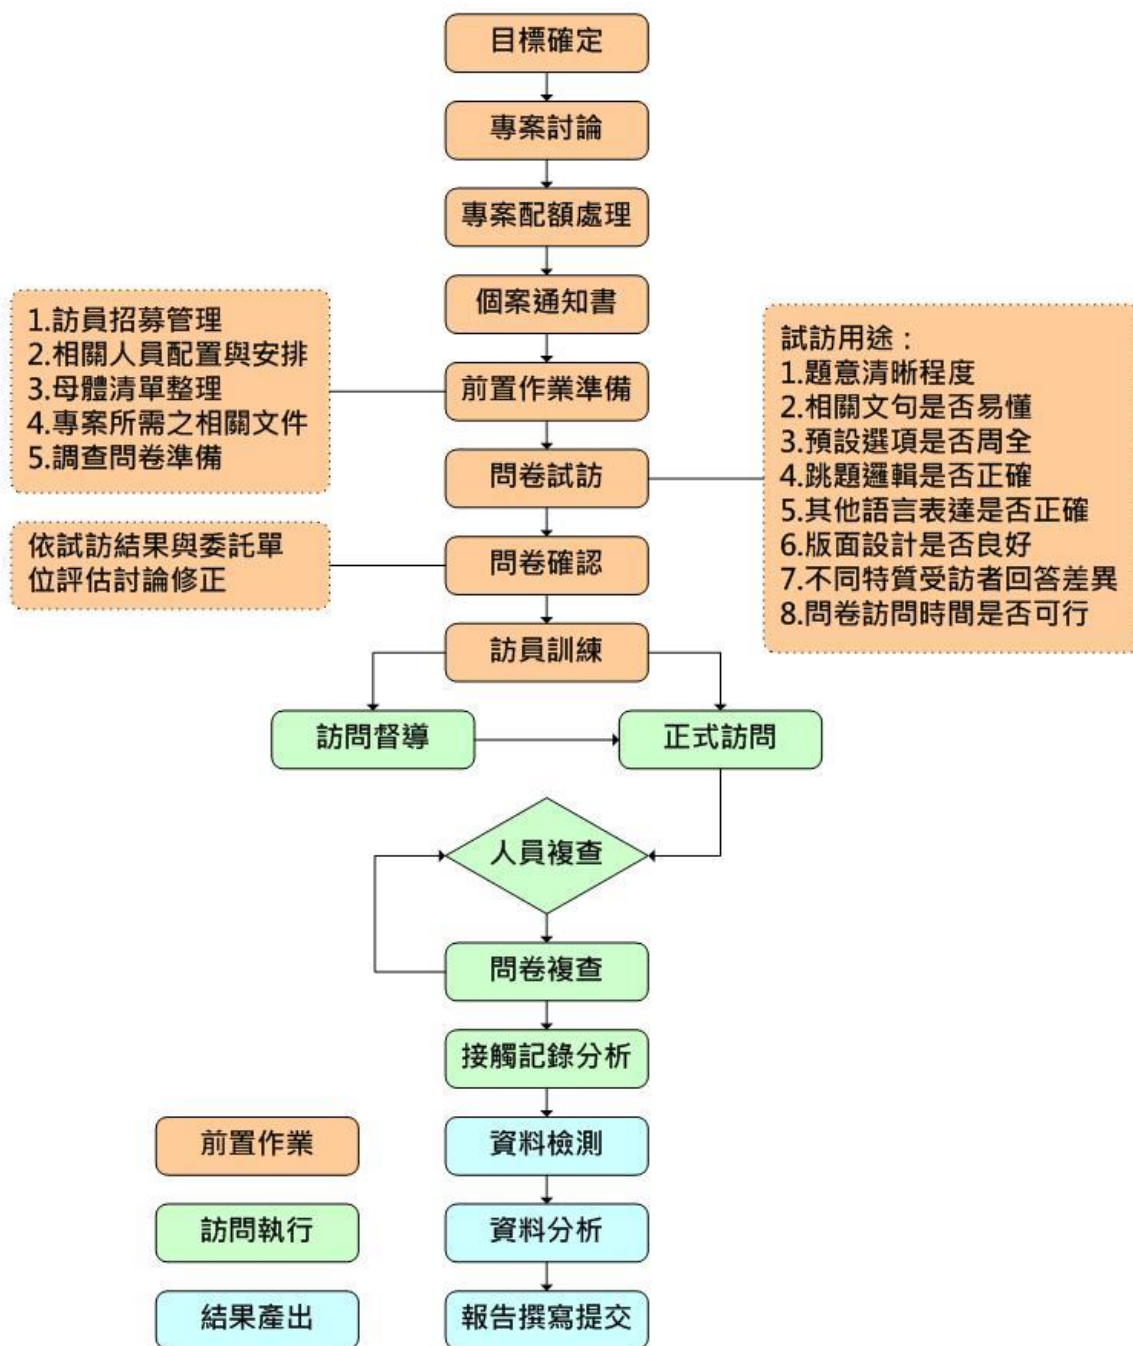 目標確定
專案討論
專案配額處理
個案通知書
1.訪員招募管理
2.相關人員配置與安排
3.母體清單整理
4.專案所需之相關文件
5.調查問卷準備
前置作業準備
試訪用途：
1.題意清晰程度
2.相關文句是否易懂
3.預設選項是否周全
4.跳題邏輯是否正確
5.其他語言表達是否正確
6.版面設計是否良好
7.不同特質受訪者回答差異
8.問卷訪問時間是否可行
問卷試訪
依試訪結果與委託單
位評估討論修正
問卷確認
訪員訓練
訪問督導
正式訪問
人員複查
問卷複查
接觸記錄分析
資料檢測
資料分析
報告撰寫提交
前置作業
訪問執行
結果產出